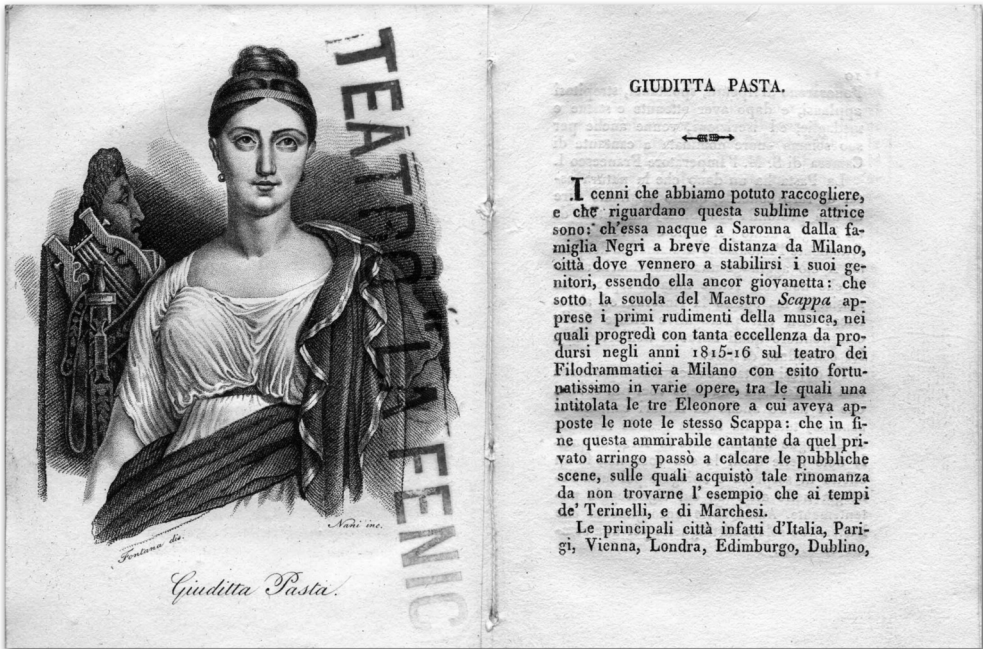 TEATRO LA FENIC
Nani inc.
Fontana dis.
Giuditta Pasta.
GIUDITTA PASTA.
I cenni che abbiamo potuto raccogliere,
e che riguardano questa sublime attrice
sono: ch'essa nacque a Saronna dalla fa-
miglia Negri a breve distanza da Milano,
città dove vennero a stabilirsi i suoi ge-
nitori, essendo ella ancor giovanetta: che
sotto la scuola del Maestro Scappa ap-
prese i primi rudimenti della musica, nei
quali progredì con tanta eccellenza da pro-
dursi negli anni 1815-16 sul teatro dei
Filodrammatici a Milano con esito fortu-
natissimo in varie opere, tra le quali una
intitolata le tre Eleonore a cui aveva ap-
poste le note le stesso Scappa: che in fi-
ne questa ammirabile cantante da quel pri-
vato arringo passò a calcare le pubbliche
scene, sulle quali acquistò tale rinomanza
da non trovarne l'esempio che ai tempi
de' Terinelli, e di Marchesi.
Le principali città infatti d'Italia, Pari-
gi, Vienna, Londra, Edimburgo, Dublino,